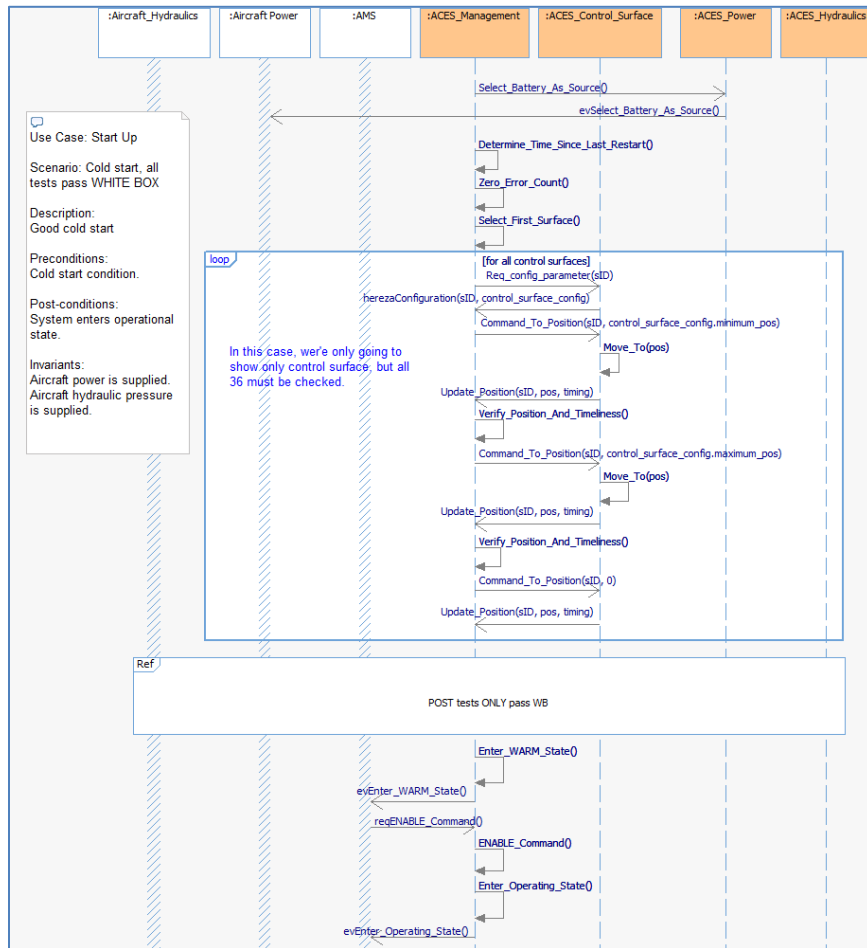 :Aircraft_Hydraulics
:Aircraft Power
:AMS
:ACES_Management
:ACES_Control_Surface
:ACES_Power
:ACES_Hydraulics
Select_Battery_As_Source()
evSelect_Battery_As_Source()
Use Case: Start Up
Scenario: Cold start, all
tests pass WHITE BOX
Description:
Good cold start
Preconditions:
Cold start condition.
Post-conditions:
System enters operational
state.
Invariants:
Aircraft power is supplied.
Aircraft hydraulic pressure
is supplied.
Determine_Time_Since_Last_Restart()
Zero_Error_Count()
Select_First_Surface()
loop
[for all control surfaces]
Req_config_parameter(sID)
herezaConfiguration(sID, control_surface_config)
Command_To_Position(sID, control_surface_config.minimum_pos)
In this case, wer'e only going to
show only control surface, but all
36 must be checked.
Move_To(pos)
Update_Position(sID, pos, timing)
Verify_Position_And_Timeliness()
Command_To_Position(sID, control_surface_config.maximum_pos)
Move_To(pos)
Update_Position(sID, pos, timing)
Verify_Position_And_Timeliness()
Command_To_Position(sID, 0)
Update_Position(sID, pos, timing)
Ref
POST tests ONLY pass WB
Enter_WARM_State()
evEnter_WARM_State()
reqENABLE_Command()
ENABLE_Command()
Enter_Operating_State()
evEnter_Operating_State()